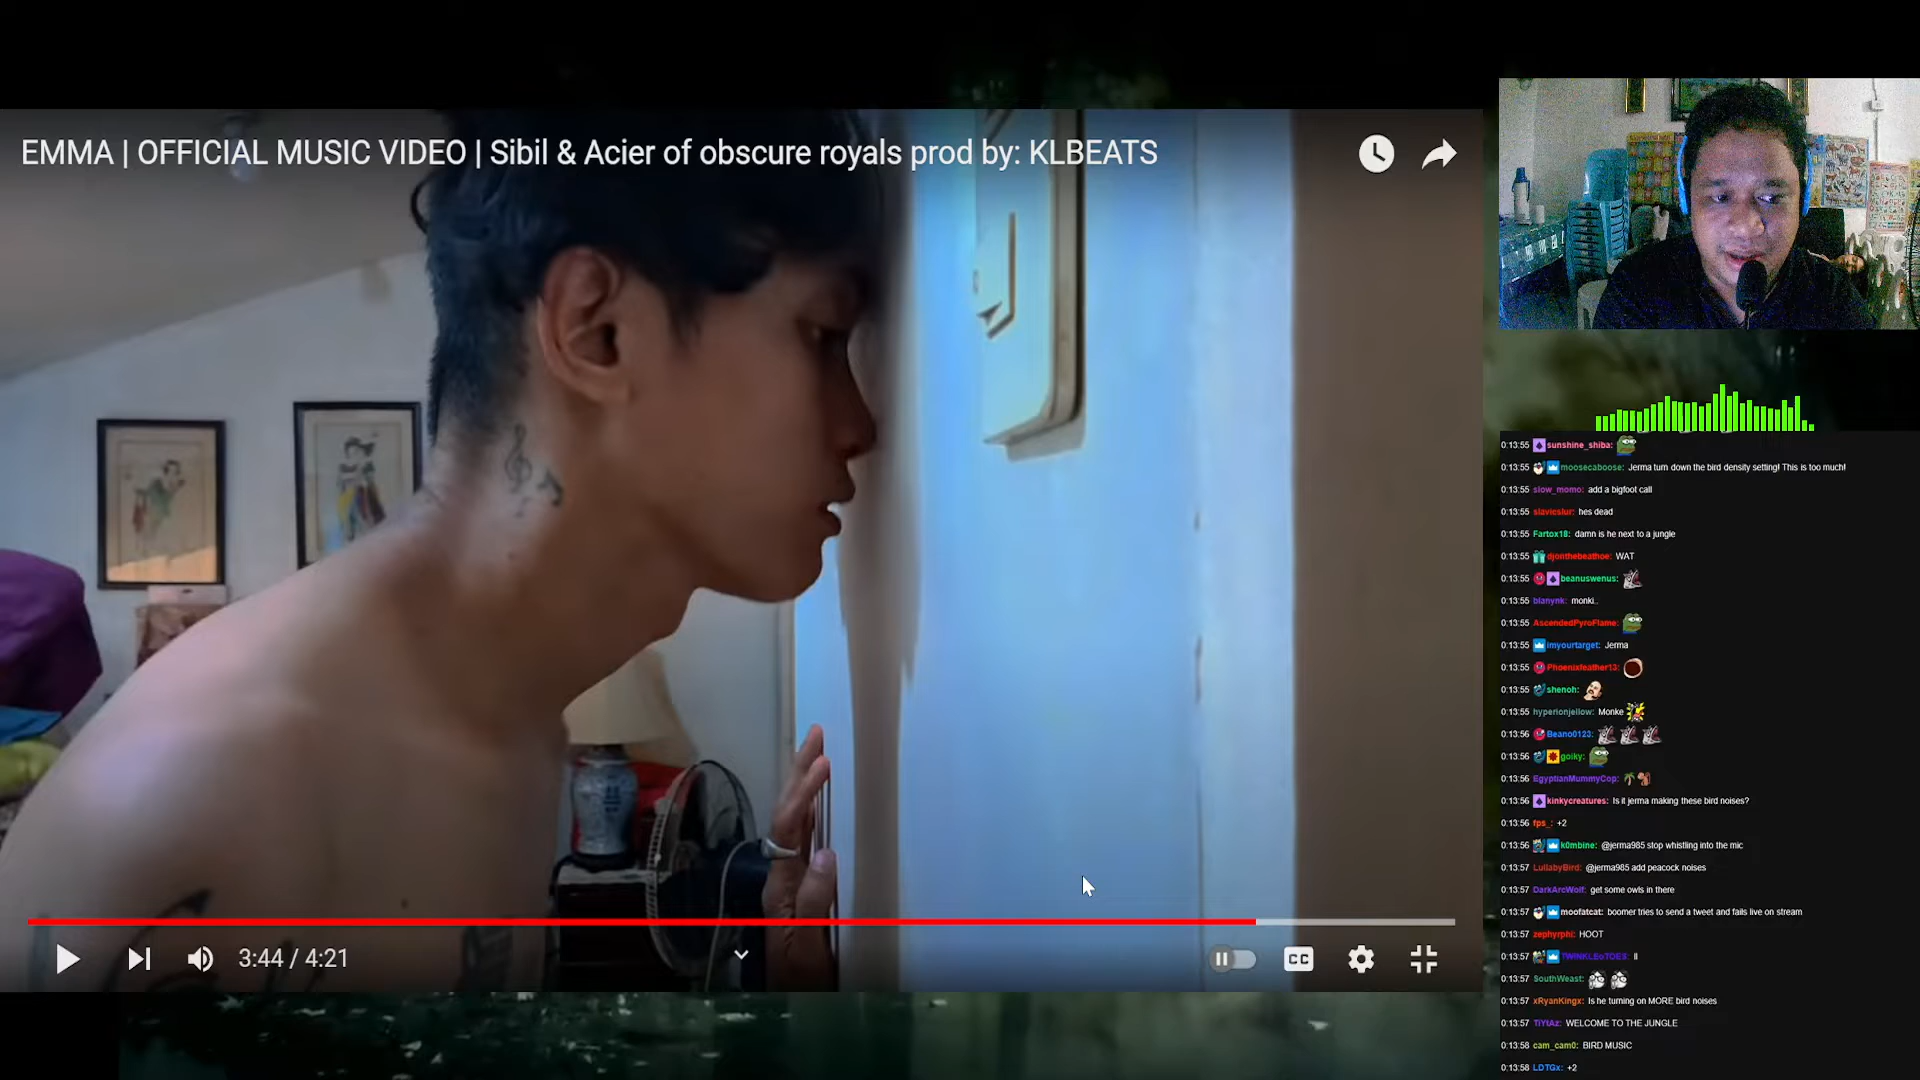 EMMA | OFFICIAL MUSIC VIDEO | Sibil & Acier of obscure royals prod by: KLBEATS
3:44 / 4:21
CC
0:13:55 sunshine_shiba:
0:13:55 moosecaboose: Jerma turn down the bird density setting! This is too much!
0:13:55 slow_momo: add a bigfoot call
0:13:55 slavicslur: hes dead
0:13:55 Fartox18: damn is he next to a jungle
0:13:55 djonthebeathoe: WAT
0:13:55 beanuswenus:
0:13:55 blanynk: monki..
0:13:55 AscendedPyroFlame:
0:13:55 imyourtarget: Jerma
0:13:55 Phoenixfeather13:
0:13:55 shenoh:
0:13:55 hyperionjellow: Monke
0:13:56 Beano0123:
0:13:56 goiky:
0:13:56 EgyptianMummyCop:
0:13:56 kinkycreatures: Is it jerma making these bird noises?
0:13:56 fps_: +2
0:13:56 k0mbine: @jerma985 stop whistling into the mic
0:13:57 LullabyBird: @jerma985 add peacock noises
0:13:57 DarkArcWolf: get some owls in there
0:13:57 moofatcat: boomer tries to send a tweet and fails live on stream
0:13:57 zephyrphi: HOOT
0:13:57 TWINKLEoTOES:
0:13:57 SouthWeast:
0:13:57 xRyanKingx: Is he turning on MORE bird noises
0:13:57 TiYtAz: WELCOME TO THE JUNGLE
0:13:58 cam_cam0: BIRD MUSIC
0:13:58 LDTGx: +2